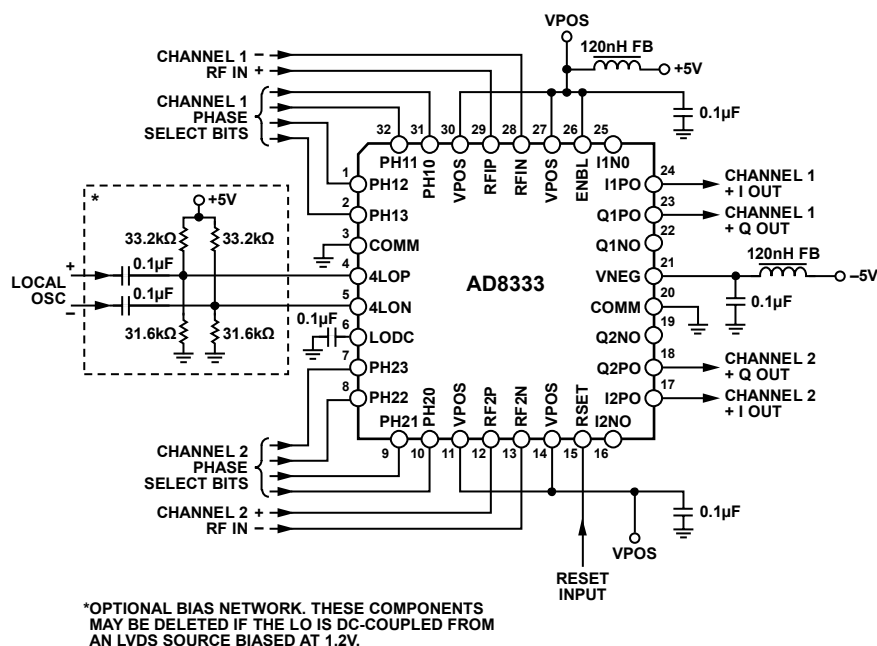 VPOS
120nH FB
+5V
0.1µF
CHANNEL 1 –
RF IN +
CHANNEL 1
PHASE
SELECT BITS
32 31 30 29 28 27 26 25
PH11 PH10 VPOS RFIP RFIN VPOS ENBL I1N0
1 PH12
2 PH13
3 COMM
4 4LOP
5 4LON
6 LODC
7 PH23
8 PH22
*
+5V
33.2kΩ 33.2kΩ
0.1µF
0.1µF
31.6kΩ 31.6kΩ
+
LOCAL
OSC
–
0.1µF
AD8333
I1PO 24
Q1PO 23
Q1NO 22
VNEG 21
COMM 20
Q2NO 19
Q2PO 18
I2PO 17
CHANNEL 1
+ I OUT
CHANNEL 1
+ Q OUT
120nH FB
–5V
0.1µF
CHANNEL 2
+ Q OUT
CHANNEL 2
+ I OUT
PH21 PH20 VPOS RF2P RF2N VPOS RSET I2NO
9 10 11 12 13 14 15 16
CHANNEL 2
PHASE
SELECT BITS
CHANNEL 2 +
RF IN –
0.1µF
VPOS
RESET
INPUT
*OPTIONAL BIAS NETWORK. THESE COMPONENTS
MAY BE DELETED IF THE LO IS DC-COUPLED FROM
AN LVDS SOURCE BIASED AT 1.2V.